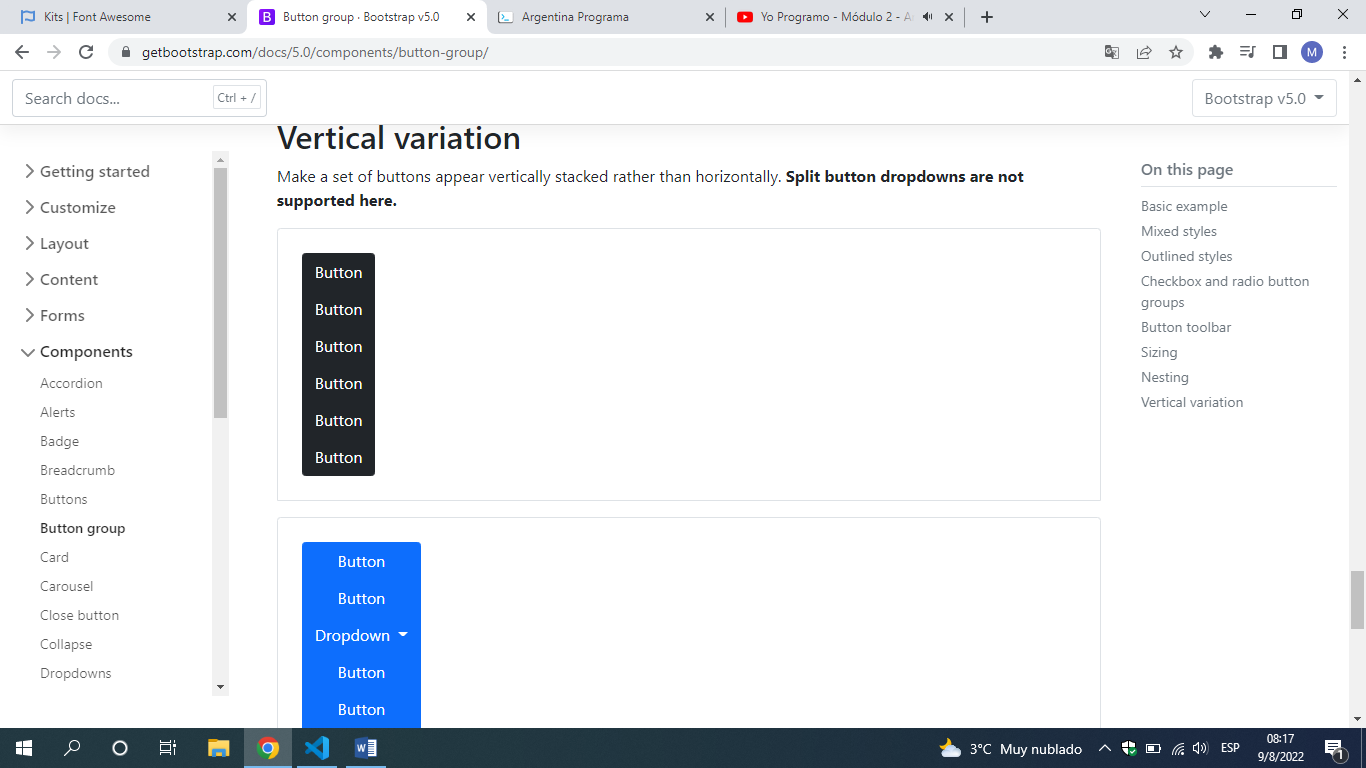 Kits | Font Awesome
Button group · Bootstrap v5.0
Argentina Programa
Yo Programo - Módulo 2 - A
getbootstrap.com/docs/5.0/components/button-group/
M
Search docs...
Ctrl + /
Bootstrap v5.0
Getting started
Customize
Layout
Content
Forms
Components
Accordion
Alerts
Badge
Breadcrumb
Buttons
Button group
Card
Carousel
Close button
Collapse
Dropdowns
Vertical variation
Make a set of buttons appear vertically stacked rather than horizontally. Split button dropdowns are not
supported here.
Button
Button
Button
Button
Button
Button
Button
Button
Dropdown
Button
Button
On this page
Basic example
Mixed styles
Outlined styles
Checkbox and radio button
groups
Button toolbar
Sizing
Nesting
Vertical variation
3°C Muy nublado
ESP
08:17
9/8/2022
1